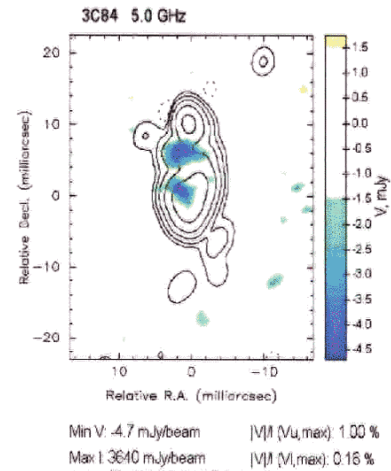 3C84 5.0 GHz
20
10
0
-10
-20
Relative Decl. (milliarcsec)
10 0 -10
Relative R.A. (milliarcsec)
1.5
1.0
0.5
0.0
-0.5
-1.0
-1.5
-2.0
-2.5
-3.0
-3.5
-4.0
-4.5
V, mJy
Min V: -4.7 mJy/beam |V|/I (Vu,max): 1.00 %
Max I: 3640 mJy/beam |V|/I (VI,max): 0.16 %